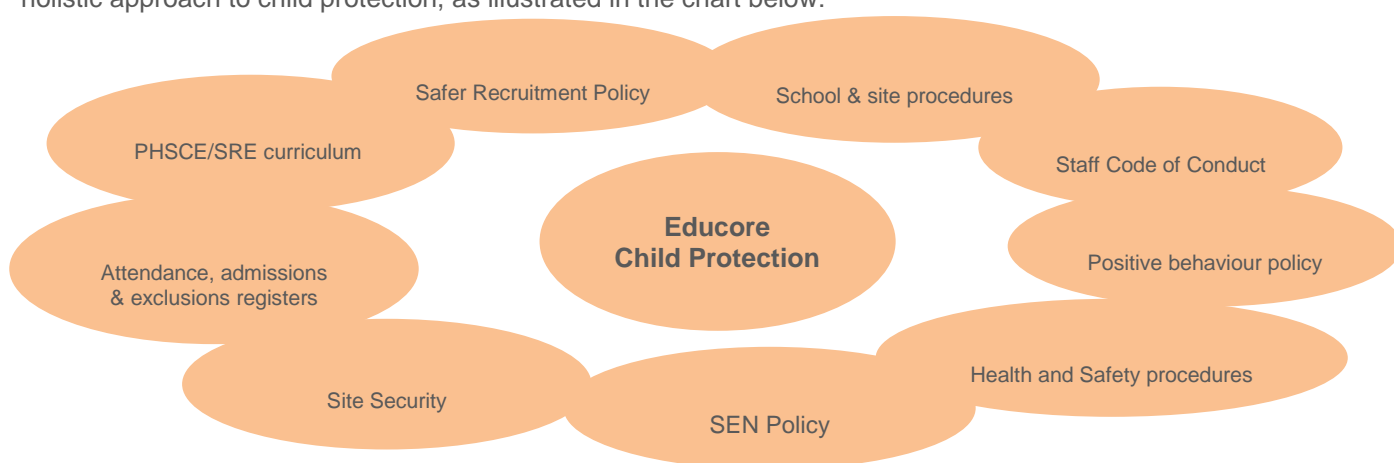 holistic approach to child protection, as illustrated in the chart below:
Safer Recruitment Policy
School & site procedures
PHSCE/SRE curriculum
Staff Code of Conduct
Educore
Child Protection
Attendance, admissions
& exclusions registers
Positive behaviour policy
Site Security
SEN Policy
Health and Safety procedures